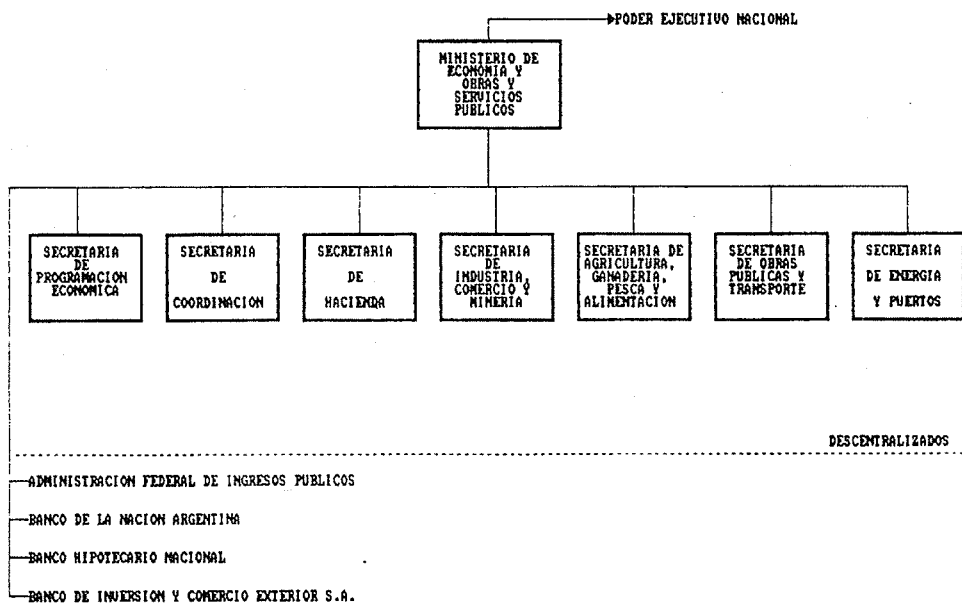 PODER EJECUTIVO NACIONAL
MINISTERIO DE
ECONOMIA Y
OBRAS Y
SERVICIOS
PUBLICOS
SECRETARIA
DE
PROGRAMACION
ECONOMICA
SECRETARIA
DE
COORDINACION
SECRETARIA
DE
HACIENDA
SECRETARIA
DE
INDUSTRIA,
COMERCIO Y
MINERIA
SECRETARIA DE
AGRICULTURA,
GANADERIA,
PESCA Y
ALIMENTACION
SECRETARIA
DE OBRAS
PUBLICAS Y
TRANSPORTE
SECRETARIA
DE ENERGIA
Y PUERTOS
DESCENTRALIZADOS
ADMINISTRACION FEDERAL DE INGRESOS PUBLICOS
BANCO DE LA NACION ARGENTINA
BANCO HIPOTECARIO NACIONAL
BANCO DE INVERSION Y COMERCIO EXTERIOR S.A.